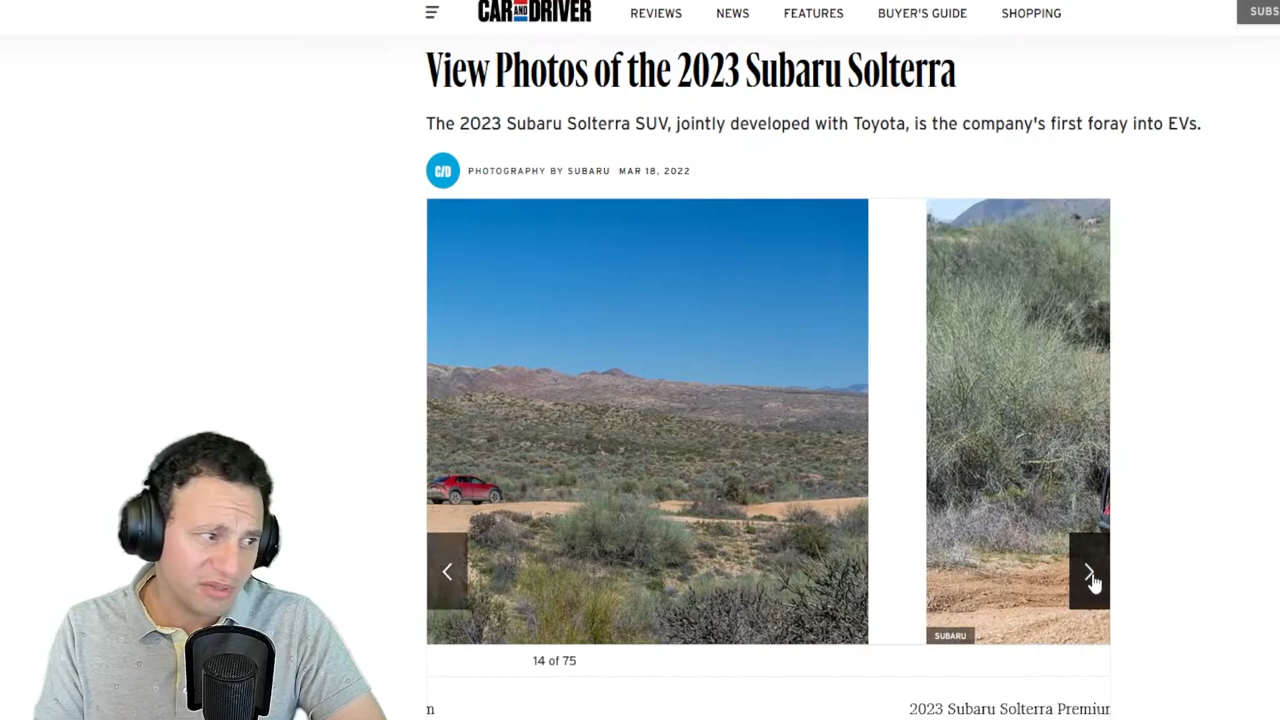 CAR AND DRIVER
REVIEWS
NEWS
FEATURES
BUYER'S GUIDE
SHOPPING
SUBS
View Photos of the 2023 Subaru Solterra
The 2023 Subaru Solterra SUV, jointly developed with Toyota, is the company's first foray into EVs.
C/D
PHOTOGRAPHY BY SUBARU MAR 18, 2022
SUBARU
14 of 75
n
2023 Subaru Solterra Premiur